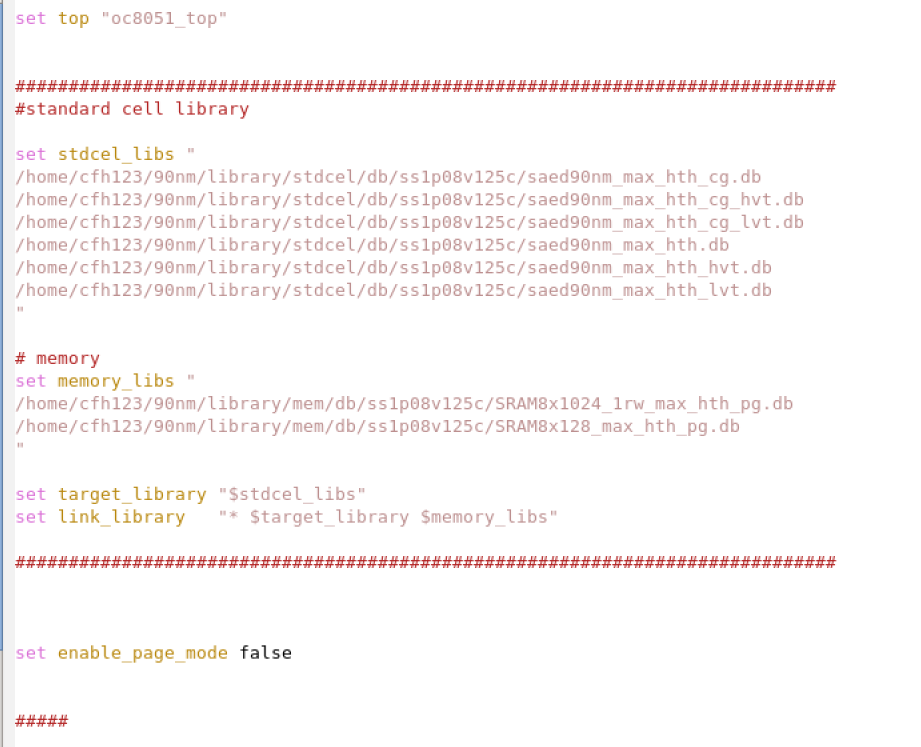 set top "oc8051_top"
#############################################################################
#standard cell library
set stdcel_libs "
/home/cfh123/90nm/library/stdcel/db/ss1p08v125c/saed90nm_max_hth_cg.db
/home/cfh123/90nm/library/stdcel/db/ss1p08v125c/saed90nm_max_hth_cg_hvt.db
/home/cfh123/90nm/library/stdcel/db/ss1p08v125c/saed90nm_max_hth_cg_lvt.db
/home/cfh123/90nm/library/stdcel/db/ss1p08v125c/saed90nm_max_hth.db
/home/cfh123/90nm/library/stdcel/db/ss1p08v125c/saed90nm_max_hth_hvt.db
/home/cfh123/90nm/library/stdcel/db/ss1p08v125c/saed90nm_max_hth_lvt.db
"
# memory
set memory_libs "
/home/cfh123/90nm/library/mem/db/ss1p08v125c/SRAM8x1024_1rw_max_hth_pg.db
/home/cfh123/90nm/library/mem/db/ss1p08v125c/SRAM8x128_max_hth_pg.db
"
set target_library "$stdcel_libs"
set link_library   "* $target_library $memory_libs"
#############################################################################
set enable_page_mode false
#####